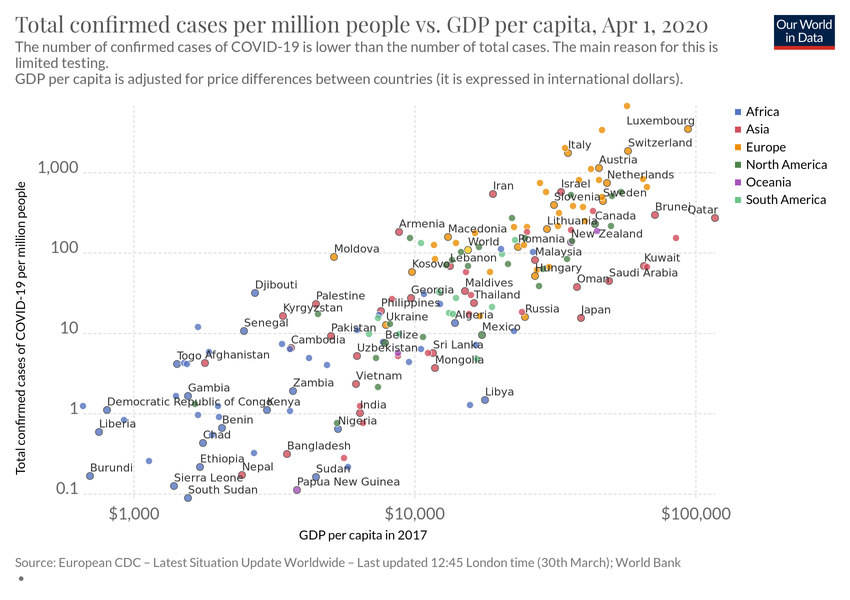 Total confirmed cases per million people vs. GDP per capita, Apr 1, 2020
Our World
in Data
The number of confirmed cases of COVID-19 is lower than the number of total cases. The main reason for this is
limited testing.
GDP per capita is adjusted for price differences between countries (it is expressed in international dollars).
Africa
Asia
Europe
North America
Oceania
South America
Total confirmed cases of COVID-19 per million people
1,000
100
10
1
0.1
Luxembourg
Italy
Switzerland
Austria
Netherlands
Iran
Israel
Slovenia
Sweden
Brunei
Qatar
Armenia
Macedonia
Lithuania
Canada
New Zealand
World
Romania
Moldova
Kosovo
Lebanon
Malaysia
Hungary
Kuwait
Saudi Arabia
Oman
Djibouti
Palestine
Georgia
Maldives
Thailand
Kyrgyzstan
Philippines
Ukraine
Algeria
Russia
Japan
Senegal
Pakistan
Belize
Mexico
Cambodia
Uzbekistan
Sri Lanka
Mongolia
Togo
Afghanistan
Vietnam
Gambia
Zambia
Libya
Democratic Republic of Congo
Kenya
India
Liberia
Benin
Nigeria
Chad
Bangladesh
Burundi
Ethiopia
Nepal
Sudan
Sierra Leone
South Sudan
Papua New Guinea
$1,000
$10,000
$100,000
GDP per capita in 2017
Source: European CDC – Latest Situation Update Worldwide – Last updated 12:45 London time (30th March); World Bank